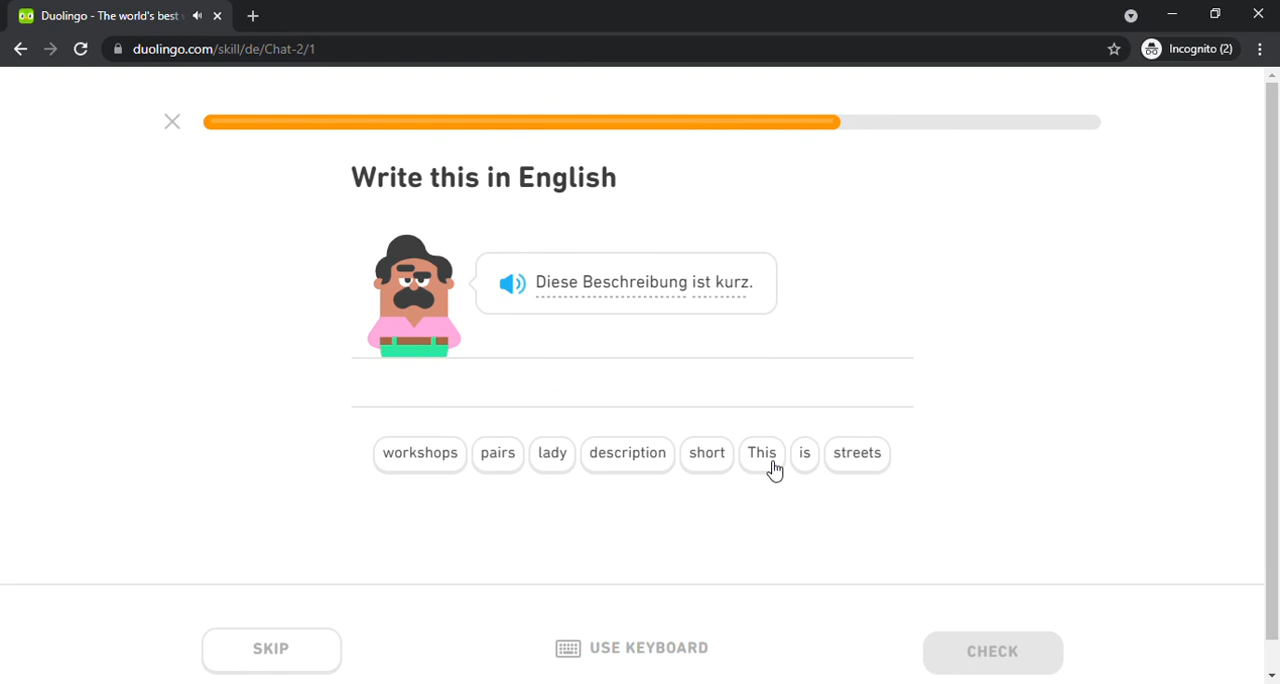 Duolingo - The world's best
duolingo.com/skill/de/Chat-2/1
Incognito (2)
Write this in English
Diese Beschreibung ist kurz.
workshops pairs lady description short This is streets
SKIP USE KEYBOARD CHECK